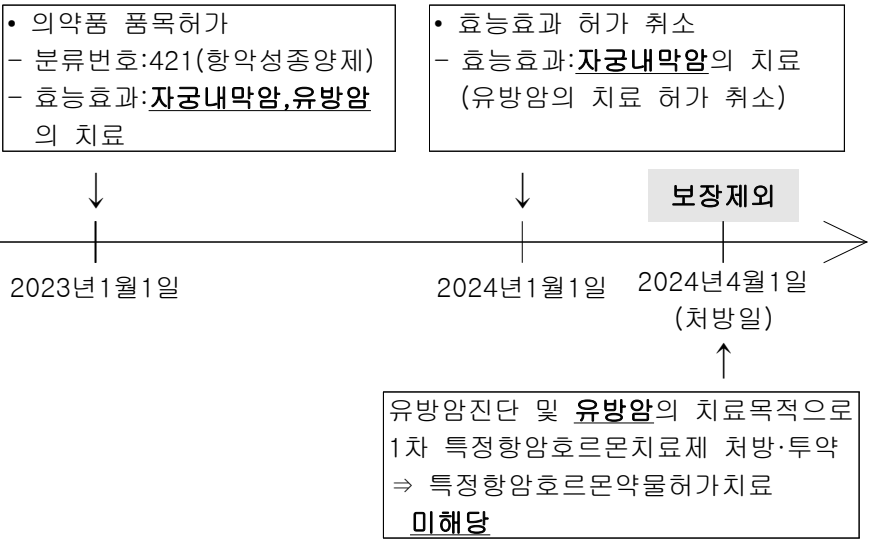 • 의약품 품목허가
– 분류번호:421(항악성종양제)
– 효능효과:자궁내막암,유방암
의 치료
• 효능효과 허가 취소
– 효능효과:자궁내막암의 치료
(유방암의 치료 허가 취소)
보장제외
2023년1월1일
2024년1월1일
2024년4월1일
(처방일)
유방암진단 및 유방암의 치료목적으로
1차 특정항암호르몬치료제 처방·투약
⇒ 특정항암호르몬약물허가치료
미해당